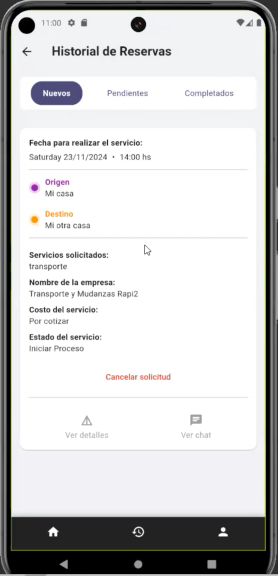 11:00
Historial de Reservas
Nuevos
Pendientes
Completados
Fecha para realizar el servicio:
Saturday 23/11/2024 • 14:00 hs
Origen
Mi casa
Destino
Mi otra casa
Servicios solicitados:
transporte
Nombre de la empresa:
Transporte y Mudanzas Rapi2
Costo del servicio:
Por cotizar
Estado del servicio:
Iniciar Proceso
Cancelar solicitud
Ver detalles
Ver chat